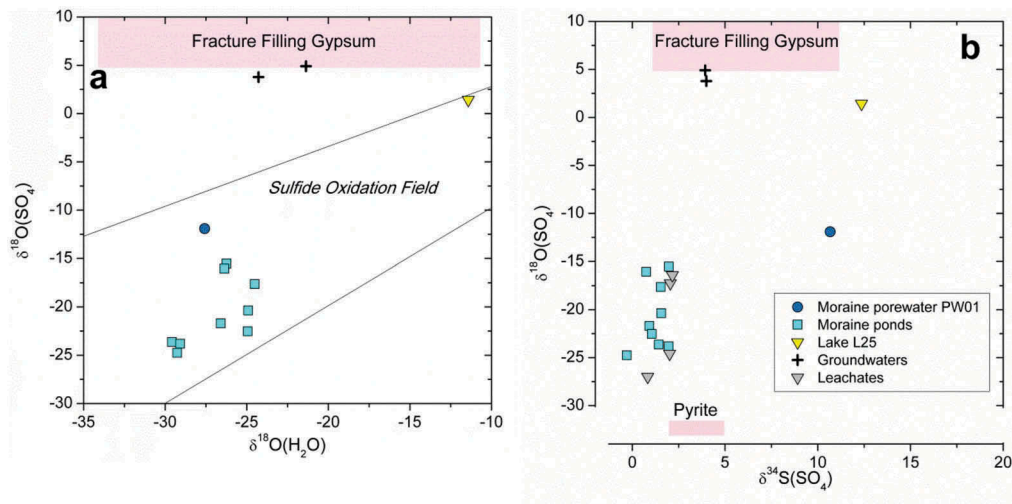 10
5
0
-5
-10
-15
-20
-25
-30
-35
-30
-25
-20
-15
-10
δ¹⁸O(SO₄)
δ¹⁸O(H₂O)
Fracture Filling Gypsum
a
Sulfide Oxidation Field
10
5
0
-5
-10
-15
-20
-25
-30
δ¹⁸O(SO₄)
Fracture Filling Gypsum
b
Moraine porewater PW01
Moraine ponds
Lake L25
Groundwaters
Leachates
Pyrite
0
5
10
15
20
δ³⁴S(SO₄)